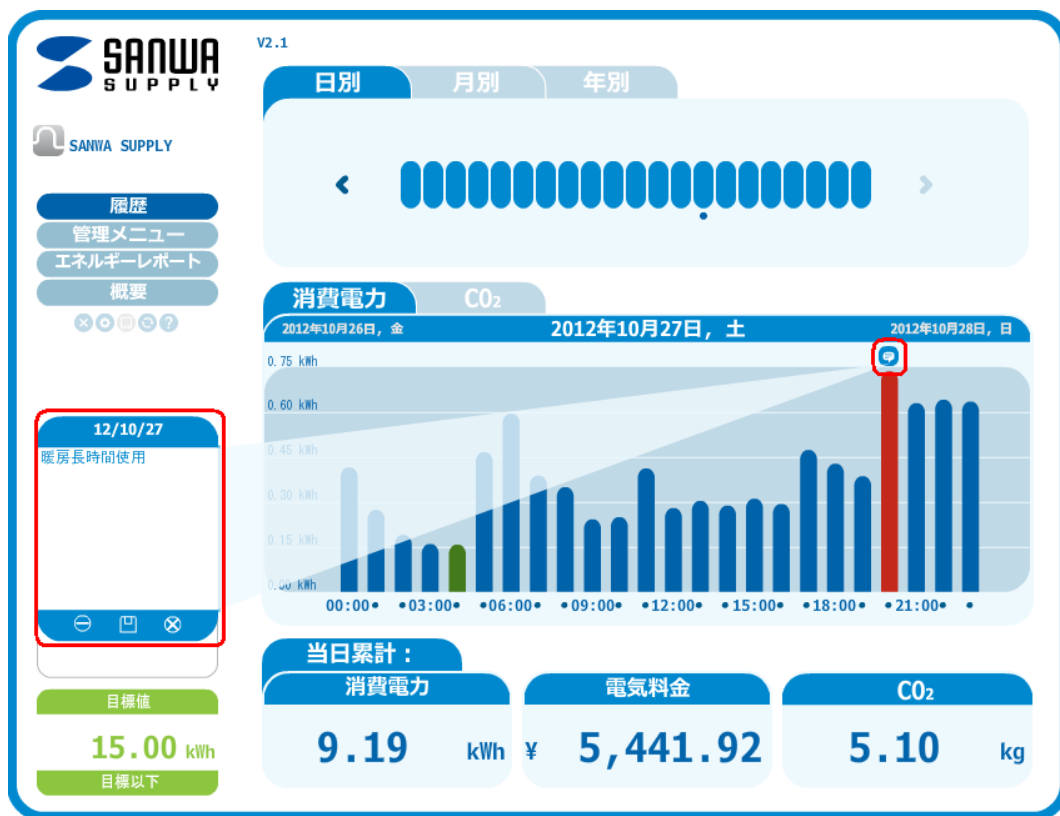 SANWA
SUPPLY
V2.1
日別
月別
年別
SANWA SUPPLY
履歴
管理メニュー
エネルギーレポート
概要
消費電力
CO₂
2012年10月26日, 金
2012年10月27日, 土
2012年10月28日, 日
0.75 kWh
0.60 kWh
0.45 kWh
0.30 kWh
0.15 kWh
0.00 kWh
00:00
03:00
06:00
09:00
12:00
15:00
18:00
21:00
12/10/27
暖房長時間使用
当日累計：
消費電力
電気料金
CO₂
9.19 kWh
¥ 5,441.92
5.10 kg
目標値
15.00 kWh
目標以下